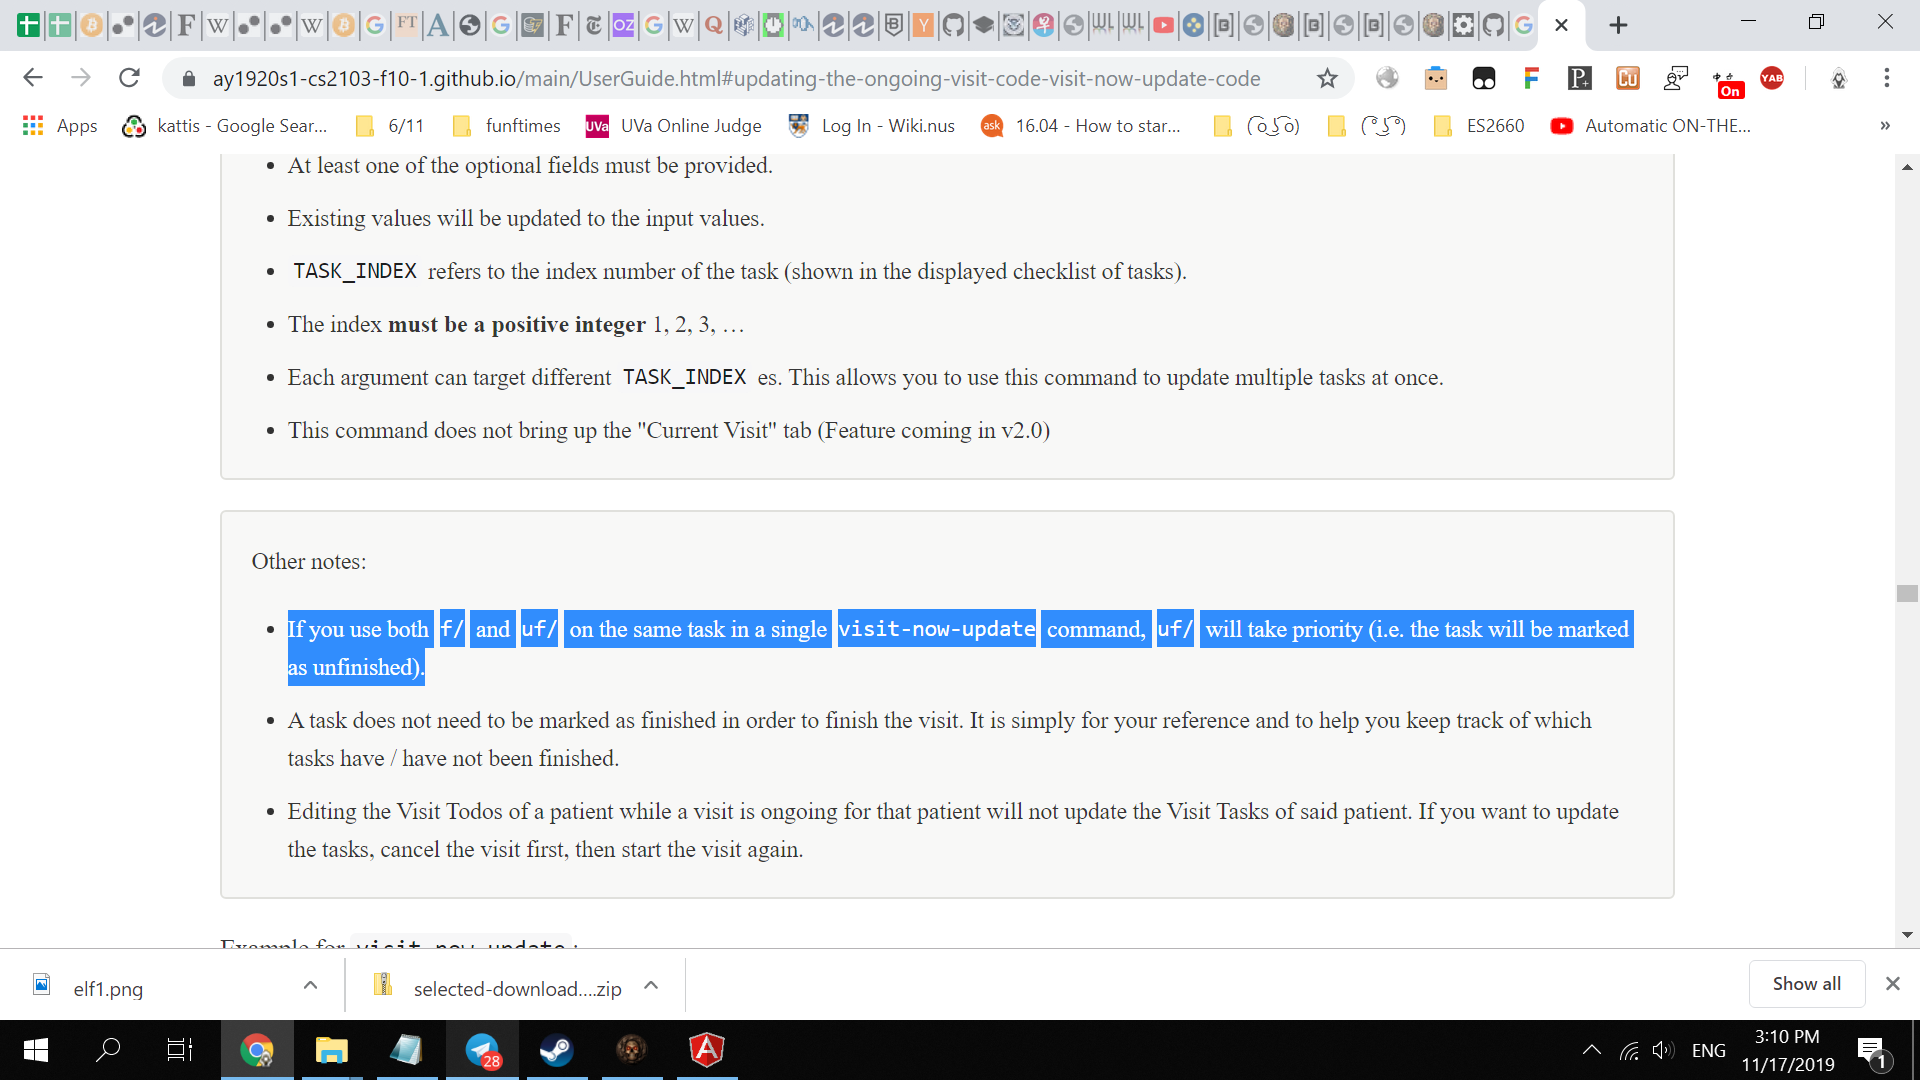 ay1920s1-cs2103-f10-1.github.io/main/UserGuide.html#updating-the-ongoing-visit-code-visit-now-update-code
On
YAB
Apps
kattis - Google Sear...
6/11
funftimes
UVa Online Judge
Log In - Wiki.nus
16.04 - How to star...
( ͡o ͜ʖ ͡o)
( ͡° ͜ʖ ͡°)
ES2660
Automatic ON-THE...
»
• At least one of the optional fields must be provided.
• Existing values will be updated to the input values.
• TASK_INDEX refers to the index number of the task (shown in the displayed checklist of tasks).
• The index must be a positive integer 1, 2, 3, …
• Each argument can target different TASK_INDEX es. This allows you to use this command to update multiple tasks at once.
• This command does not bring up the "Current Visit" tab (Feature coming in v2.0)
Other notes:
• If you use both f/ and uf/ on the same task in a single visit-now-update command, uf/ will take priority (i.e. the task will be marked
as unfinished).
• A task does not need to be marked as finished in order to finish the visit. It is simply for your reference and to help you keep track of which
tasks have / have not been finished.
• Editing the Visit Todos of a patient while a visit is ongoing for that patient will not update the Visit Tasks of said patient. If you want to update
the tasks, cancel the visit first, then start the visit again.
Example for visit-now-update :
elf1.png
selected-download....zip
Show all
28
ENG
3:10 PM
11/17/2019
1